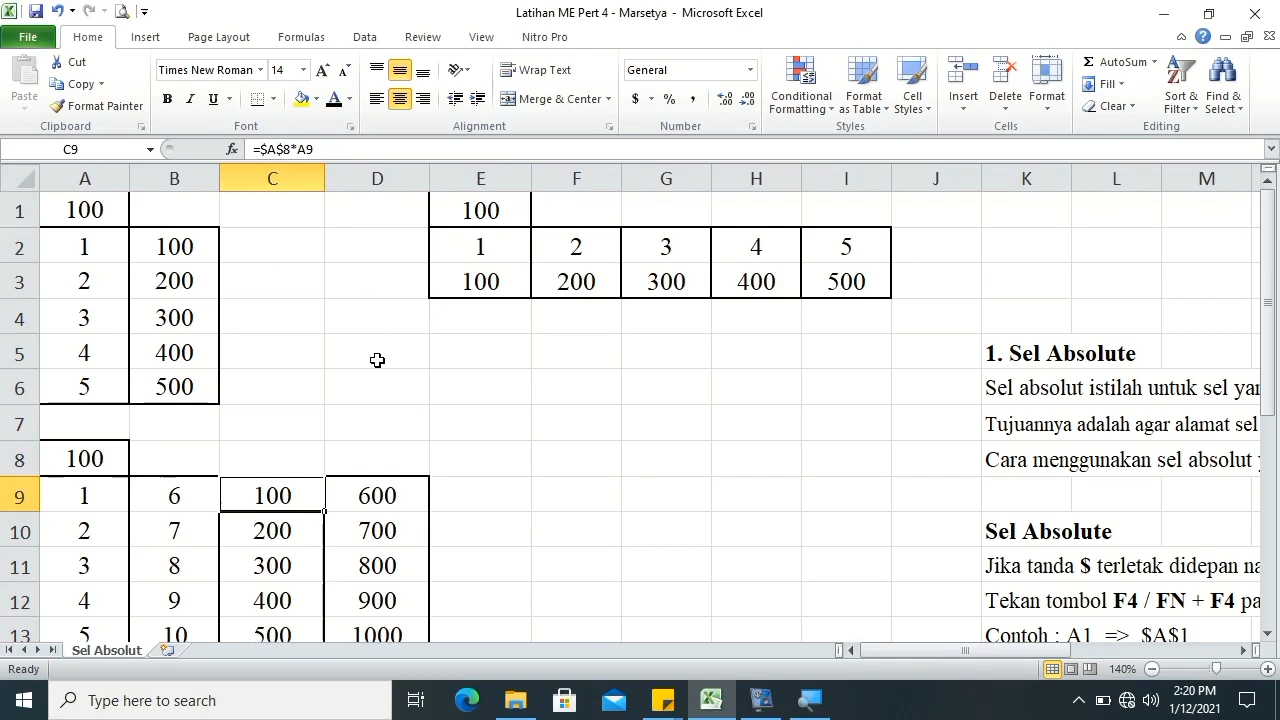 Latihan ME Pert 4 - Marsetya - Microsoft Excel
File Home Insert Page Layout Formulas Data Review View Nitro Pro
Paste
Cut
Copy
Format Painter
Clipboard
Times New Roman 14
B I U
Font
Wrap Text
Merge & Center
Alignment
General
$ % ,
Number
Conditional Formatting
Format as Table
Cell Styles
Styles
Insert
Delete
Format
Cells
AutoSum
Fill
Clear
Sort & Filter
Find & Select
Editing
C9 fx =$A$8*A9
A B C D E F G H I J K L M
1 100 100
2 1 100 1 2 3 4 5
3 2 200 100 200 300 400 500
4 3 300
5 4 400 1. Sel Absolute
6 5 500 Sel absolut istilah untuk sel yan
7 Tujuannya adalah agar alamat sel
8 100 Cara menggunakan sel absolut
9 1 6 100 600
10 2 7 200 700 Sel Absolute
11 3 8 300 800 Jika tanda $ terletak didepan na
12 4 9 400 900 Tekan tombol F4 / FN + F4 pa
13 5 10 500 1000 Contoh : A1 => $A$1
Sel Absolut
Ready 140%
Type here to search
2:20 PM
1/12/2021